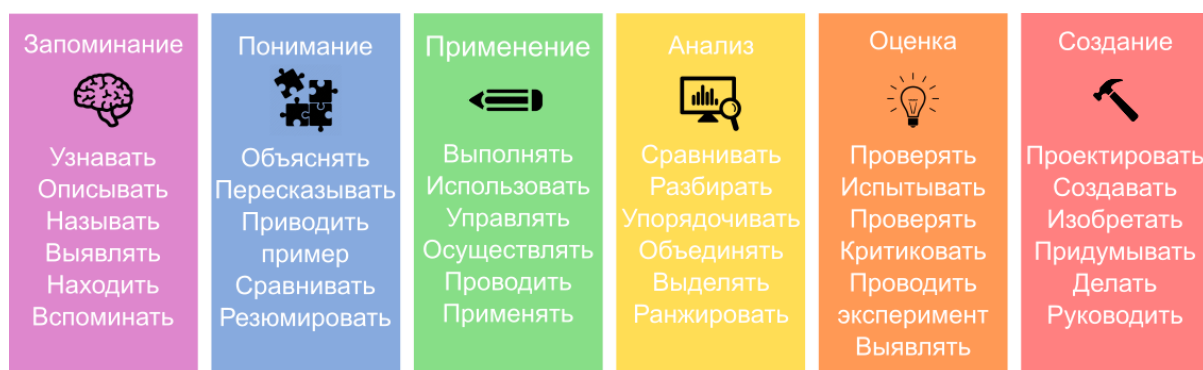 Запоминание
Узнавать
Описывать
Называть
Выявлять
Находить
Вспоминать
Понимание
Объяснять
Пересказывать
Приводить
пример
Сравнивать
Резюмировать
Применение
Выполнять
Использовать
Управлять
Осуществлять
Проводить
Применять
Анализ
Сравнивать
Разбирать
Упорядочивать
Объединять
Выделять
Ранжировать
Оценка
Проверять
Испытывать
Проверять
Критиковать
Проводить
эксперимент
Выявлять
Создание
Проектировать
Создавать
Изобретать
Придумывать
Делать
Руководить